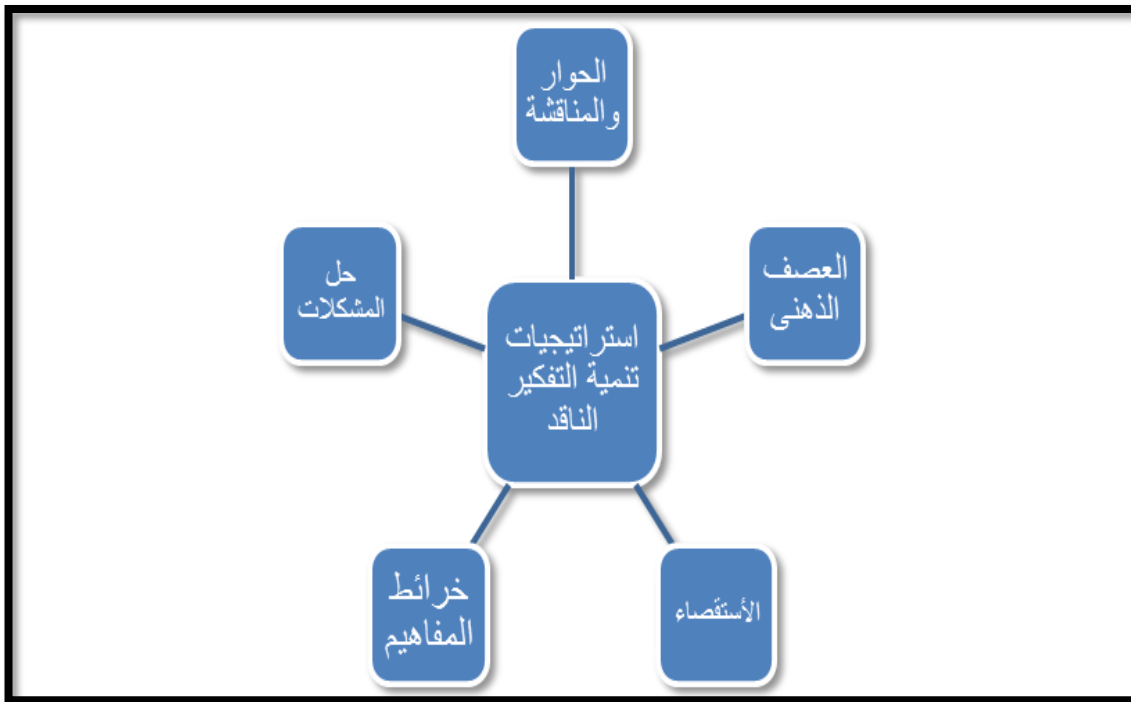 الحوار
والمناقشة
العصف
الذهنى
حل
المشكلات
استراتيجيات
تنمية التفكير
الناقد
خرائط
المفاهيم
الأستقصاء